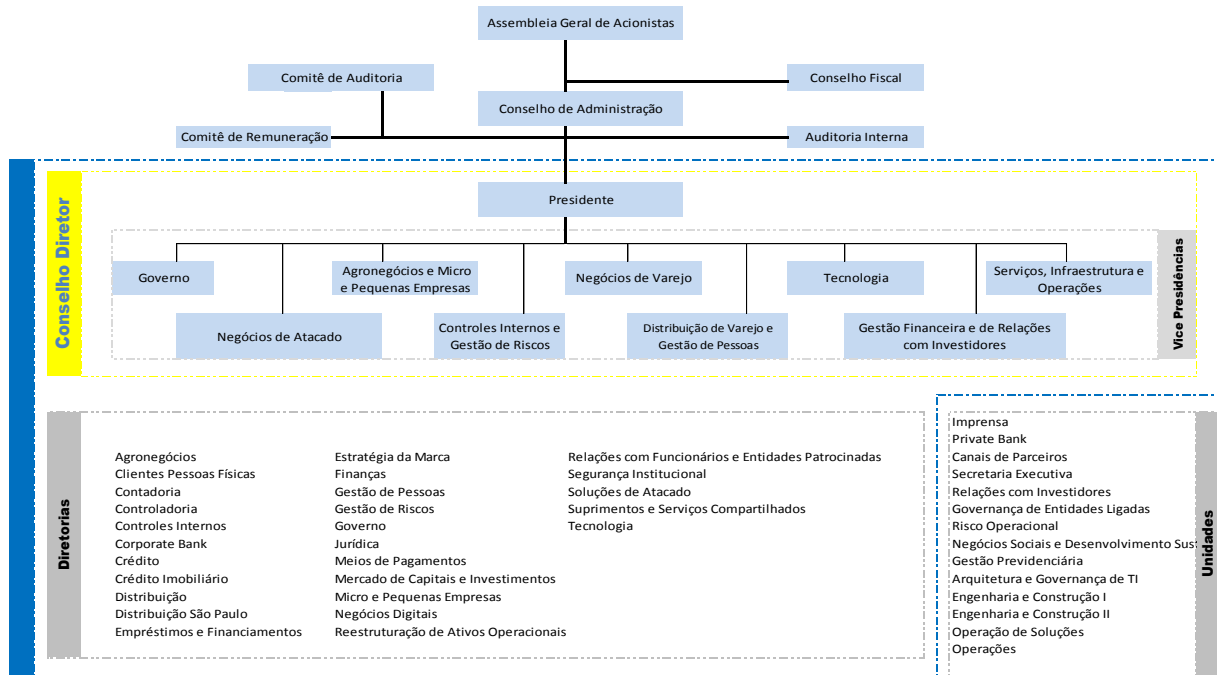 Assembleia Geral de Acionistas
Comitê de Auditoria
Conselho Fiscal
Conselho de Administração
Comitê de Remuneração
Auditoria Interna
Conselho Diretor
Presidente
Vice Presidências
Governo
Agronegócios e Micro
e Pequenas Empresas
Negócios de Varejo
Tecnologia
Serviços, Infraestrutura e
Operações
Negócios de Atacado
Controles Internos e
Gestão de Riscos
Distribuição de Varejo e
Gestão de Pessoas
Gestão Financeira e de Relações
com Investidores
Diretorias
Agronegócios
Clientes Pessoas Físicas
Contadoria
Controladoria
Controles Internos
Corporate Bank
Crédito
Crédito Imobiliário
Distribuição
Distribuição São Paulo
Empréstimos e Financiamentos
Estratégia da Marca
Finanças
Gestão de Pessoas
Gestão de Riscos
Governo
Jurídica
Meios de Pagamentos
Mercado de Capitais e Investimentos
Micro e Pequenas Empresas
Negócios Digitais
Reestruturação de Ativos Operacionais
Relações com Funcionários e Entidades Patrocinadas
Segurança Institucional
Soluções de Atacado
Suprimentos e Serviços Compartilhados
Tecnologia
Unidades
Imprensa
Private Bank
Canais de Parceiros
Secretaria Executiva
Relações com Investidores
Governança de Entidades Ligadas
Risco Operacional
Negócios Sociais e Desenvolvimento Sust
Gestão Previdenciária
Arquitetura e Governança de TI
Engenharia e Construção I
Engenharia e Construção II
Operação de Soluções
Operações